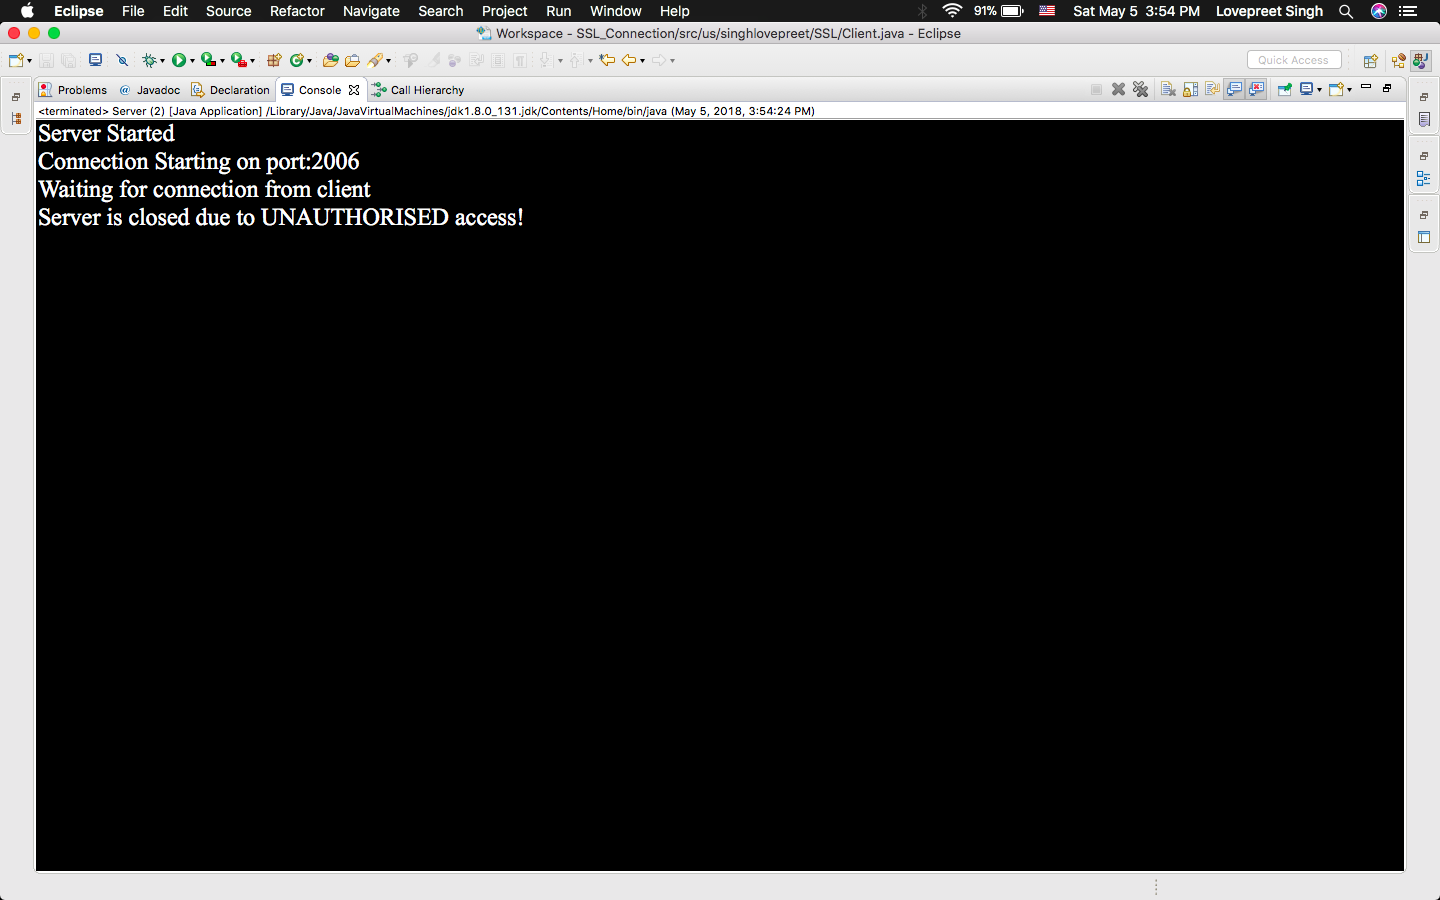 Eclipse File Edit Source Refactor Navigate Search Project Run Window Help 91% Sat May 5 3:54 PM Lovepreet Singh
Workspace - SSL_Connection/src/us/singhlovepreet/SSL/Client.java - Eclipse
Quick Access
Problems @ Javadoc Declaration Console Call Hierarchy
<terminated> Server (2) [Java Application] /Library/Java/JavaVirtualMachines/jdk1.8.0_131.jdk/Contents/Home/bin/java (May 5, 2018, 3:54:24 PM)
Server Started
Connection Starting on port:2006
Waiting for connection from client
Server is closed due to UNAUTHORISED access!